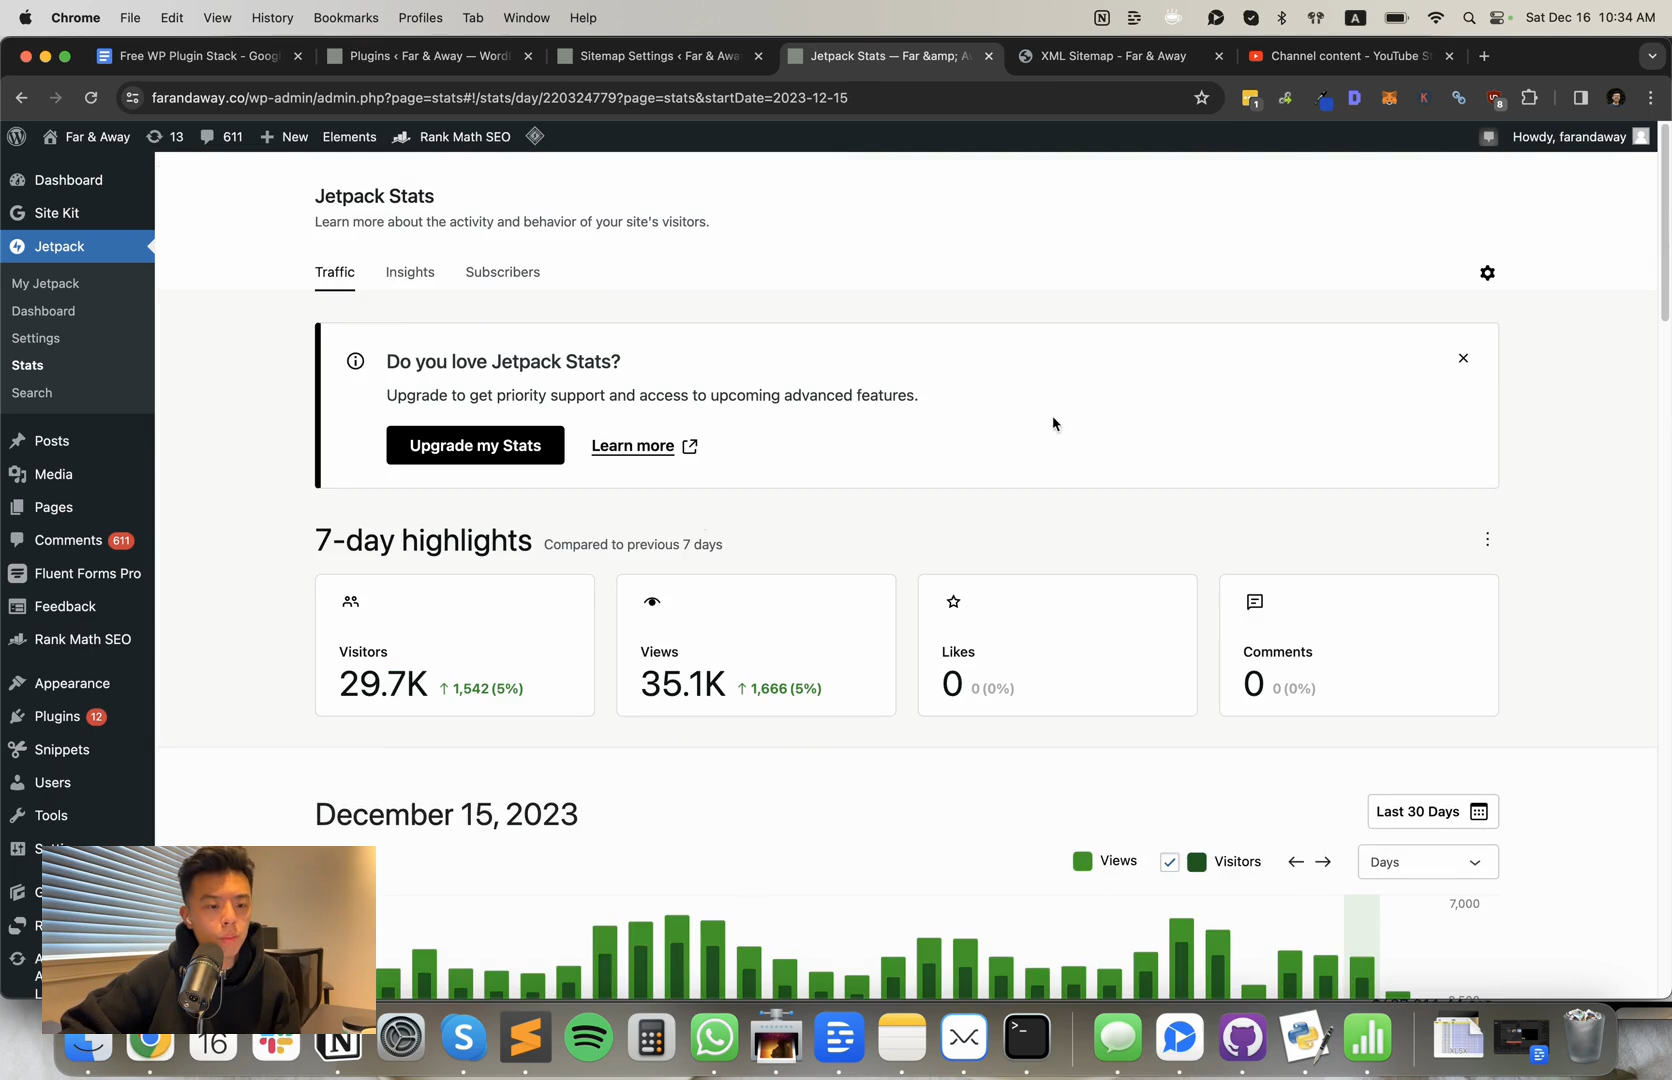 Chrome File Edit View History Bookmarks Profiles Tab Window Help A Sat Dec 16 10:34 AM
Free WP Plugin Stack - Goog Plugins ‹ Far & Away — Word Sitemap Settings ‹ Far & Awa Jetpack Stats — Far &amp; A XML Sitemap - Far & Away Channel content - YouTube S
farandaway.co/wp-admin/admin.php?page=stats#!/stats/day/220324779?page=stats&startDate=2023-12-15 1 D K 8
Far & Away 13 611 New Elements Rank Math SEO Howdy, farandaway
Dashboard
Site Kit
Jetpack
My Jetpack
Dashboard
Settings
Stats
Search
Posts
Media
Pages
Comments 611
Fluent Forms Pro
Feedback
Rank Math SEO
Appearance
Plugins 12
Snippets
Users
Tools
Jetpack Stats
Learn more about the activity and behavior of your site's visitors.
Traffic Insights Subscribers
Do you love Jetpack Stats?
Upgrade to get priority support and access to upcoming advanced features.
Upgrade my Stats Learn more
7-day highlights Compared to previous 7 days
Visitors
29.7K ↑ 1,542 (5%)
Views
35.1K ↑ 1,666 (5%)
Likes
0 0 (0%)
Comments
0 0 (0%)
December 15, 2023 Last 30 Days
Views Visitors ← → Days
7,000
16
XLSX